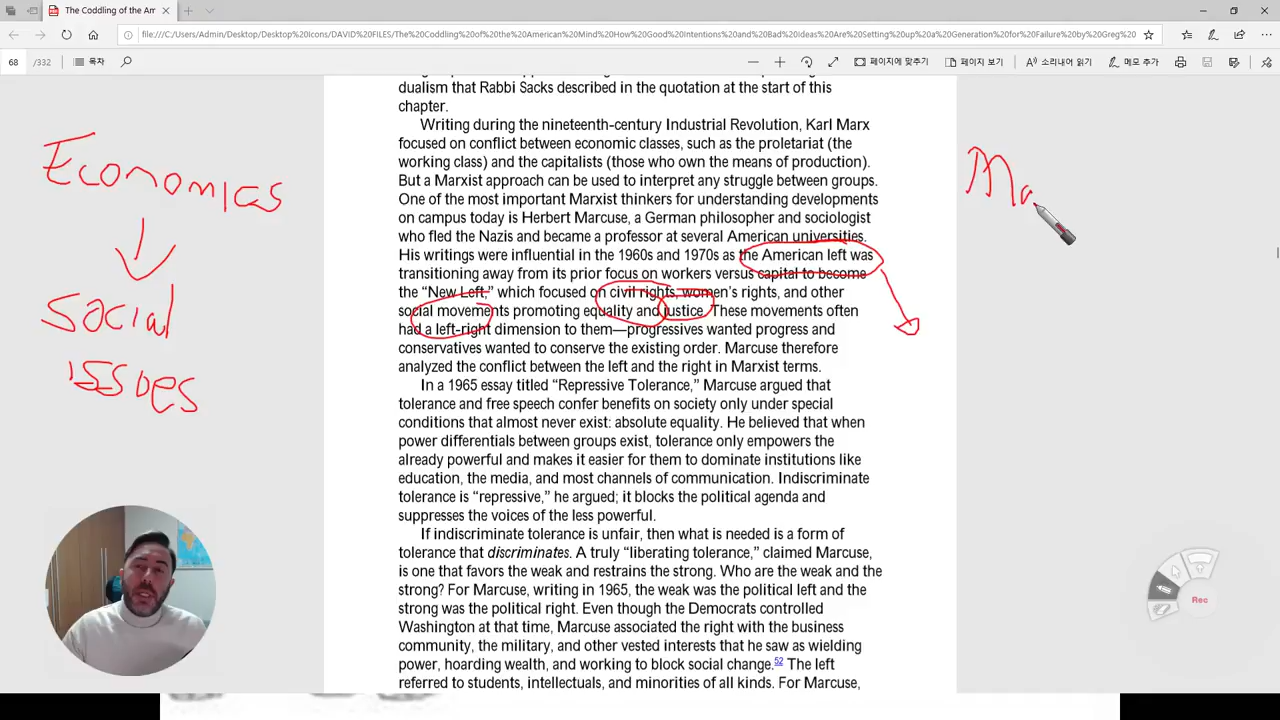 The Coddling of the Am
file:///C:/Users/Admin/Desktop/Desktop%20Icons/DAVID%20FILES/The%20Coddling%20of%20the%20American%20Mind%20How%20Good%20Intentions%20and%20Bad%20Ideas%20Are%20Setting%20up%20a%20Generation%20for%20Failure%20by%20Greg%20
68 /332 목차 페이지에 맞추기 페이지 보기 소리내어 읽기 메모 추가
dualism that Rabbi Sacks described in the quotation at the start of this
chapter.
Writing during the nineteenth-century Industrial Revolution, Karl Marx
focused on conflict between economic classes, such as the proletariat (the
working class) and the capitalists (those who own the means of production).
But a Marxist approach can be used to interpret any struggle between groups.
One of the most important Marxist thinkers for understanding developments
on campus today is Herbert Marcuse, a German philosopher and sociologist
who fled the Nazis and became a professor at several American universities.
His writings were influential in the 1960s and 1970s as the American left was
transitioning away from its prior focus on workers versus capital to become
the “New Left,” which focused on civil rights, women’s rights, and other
social movements promoting equality and justice. These movements often
had a left-right dimension to them—progressives wanted progress and
conservatives wanted to conserve the existing order. Marcuse therefore
analyzed the conflict between the left and the right in Marxist terms.
In a 1965 essay titled “Repressive Tolerance,” Marcuse argued that
tolerance and free speech confer benefits on society only under special
conditions that almost never exist: absolute equality. He believed that when
power differentials between groups exist, tolerance only empowers the
already powerful and makes it easier for them to dominate institutions like
education, the media, and most channels of communication. Indiscriminate
tolerance is “repressive,” he argued; it blocks the political agenda and
suppresses the voices of the less powerful.
If indiscriminate tolerance is unfair, then what is needed is a form of
tolerance that discriminates. A truly “liberating tolerance,” claimed Marcuse,
is one that favors the weak and restrains the strong. Who are the weak and the
strong? For Marcuse, writing in 1965, the weak was the political left and the
strong was the political right. Even though the Democrats controlled
Washington at that time, Marcuse associated the right with the business
community, the military, and other vested interests that he saw as wielding
power, hoarding wealth, and working to block social change.52 The left
referred to students, intellectuals, and minorities of all kinds. For Marcuse,
Economics
Social
issues
Ma
Rec